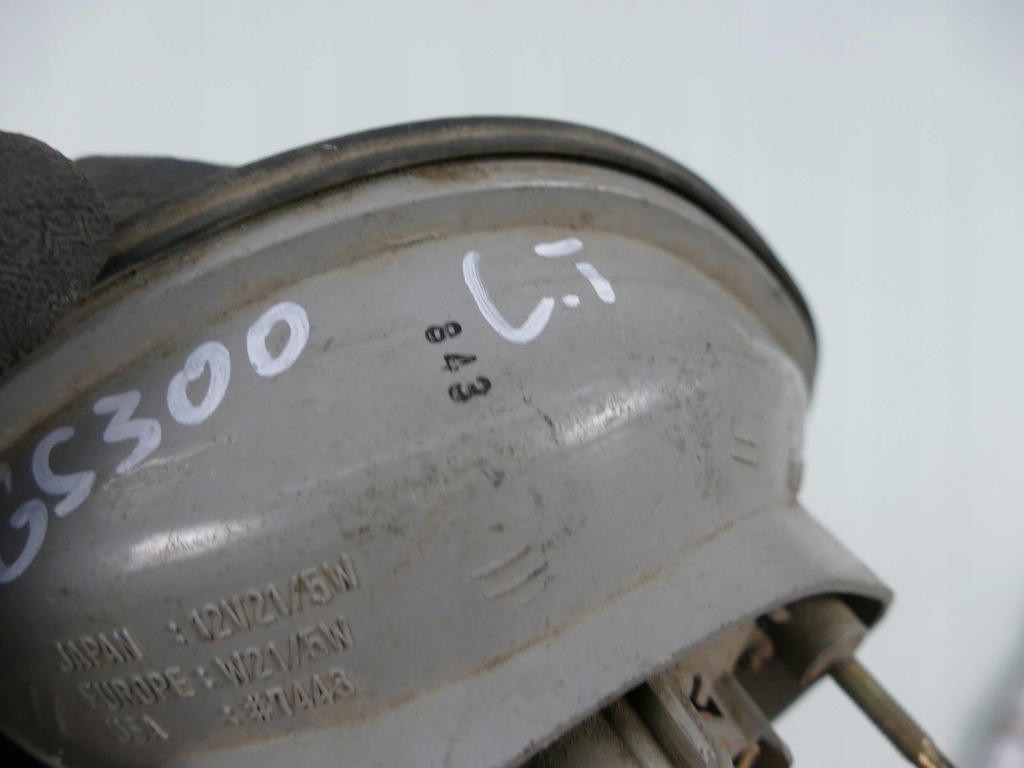 GS300
843
JAPAN : 12V21/5W
EUROPE : W21/5W
USA : #7443